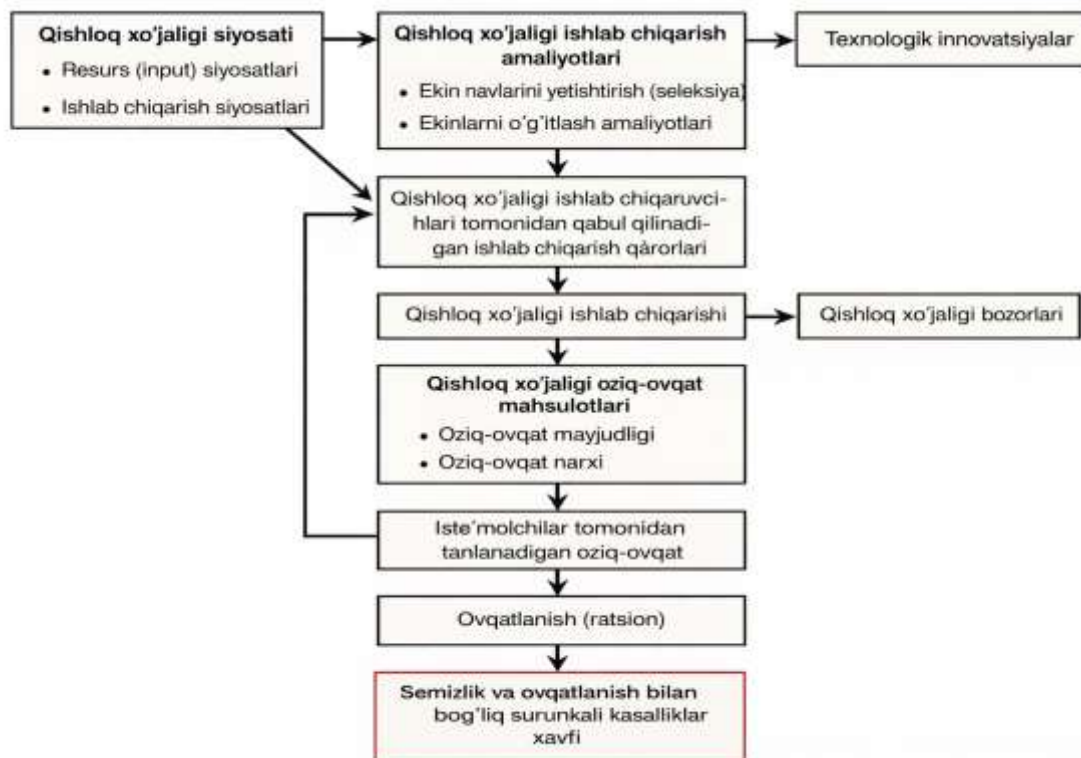 Qishloq xo'jaligi siyosati
• Resurs (input) siyosatlari
• Ishlab chiqarish siyosatlari
Qishloq xo'jaligi ishlab chiqarish
amaliyotlari
• Ekin navlarini yetishtirish (seleksiya)
• Ekinlarni o'g'itlash amaliyotlari
Texnologik innovatsiyalar
Qishloq xo'jaligi ishlab chiqaruvci-
hlari tomonidan qabul qilinadi-
gan ishlab chiqarish qàrorlari
Qishloq xo'jaligi ishlab chiqarishi
Qishloq xo'jaligi bozorlari
Qishloq xo'jaligi oziq-ovqat
mahsulotlari
• Oziq-ovqat mayjudligi
• Oziq-ovqat narxi
Iste'molchilar tomonidan
tanlanadigan oziq-ovqat
Ovqatlanish (ratsion)
Semizlik va ovqatlanish bilan
bog'liq surunkali kasalliklar
xavfi